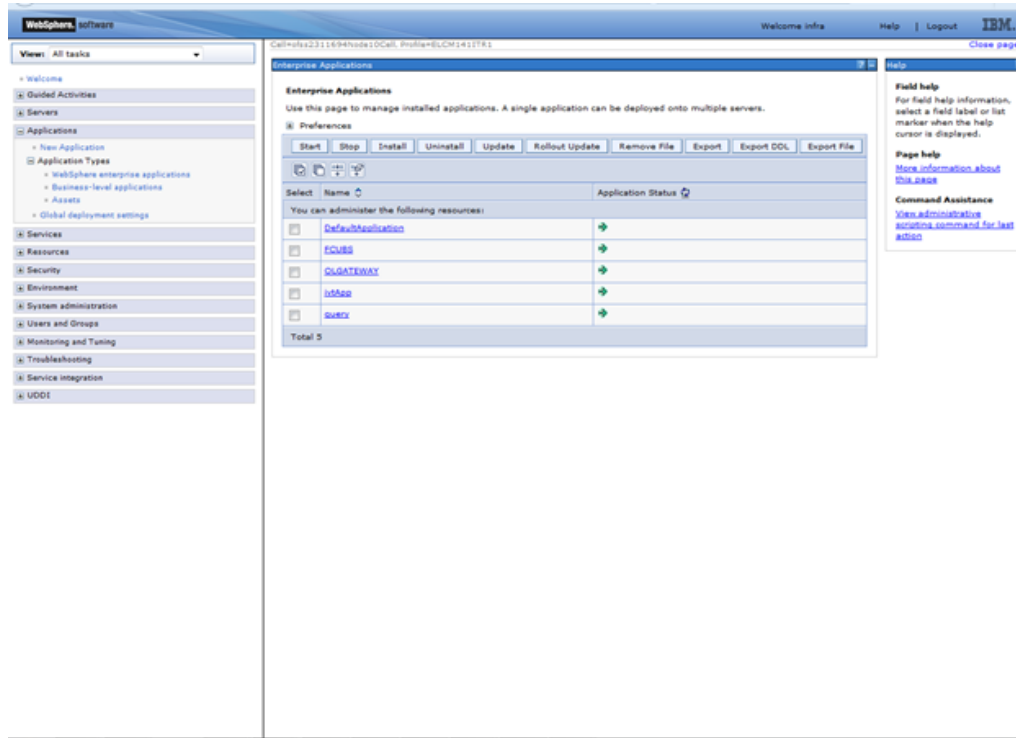 WebSphere. software
Welcome infra
Help | Logout
IBM.
View: All tasks
Cell=ofss2311694Node10Cell, Profile=ELCM141ITR1
Close page
Welcome
Guided Activities
Servers
Applications
New Application
Application Types
WebSphere enterprise applications
Business-level applications
Assets
Global deployment settings
Services
Resources
Security
Environment
System administration
Users and Groups
Monitoring and Tuning
Troubleshooting
Service integration
UDDI
Enterprise Applications
Enterprise Applications
Use this page to manage installed applications. A single application can be deployed onto multiple servers.
Preferences
Start Stop Install Uninstall Update Rollout Update Remove File Export Export DDL Export File
Select Name Application Status
You can administer the following resources:
DefaultApplication
FCUBS
OLGATEWAY
ivtApp
query
Total 5
Help
Field help
For field help information,
select a field label or list
marker when the help
cursor is displayed.
Page help
More information about
this page
Command Assistance
View administrative
scripting command for last
action